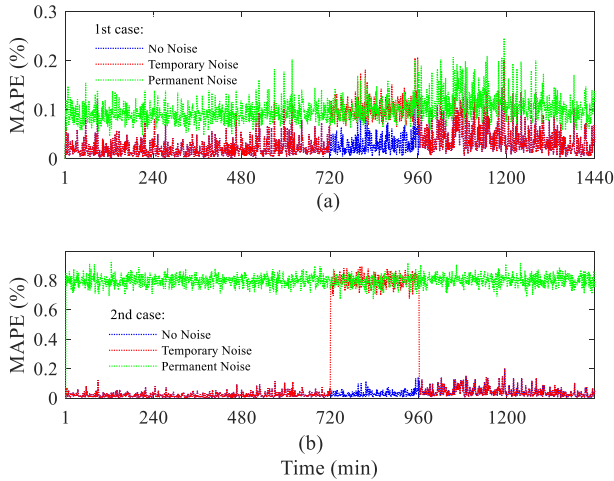 (a)
0.3
0.2
0.1
0
MAPE (%)
1st case:
No Noise
Temporary Noise
Permanent Noise
1 240 480 720 960 1200 1440
(a)
(b)
0.8
0.6
0.4
0.2
0
MAPE (%)
2nd case:
No Noise
Temporary Noise
Permanent Noise
1 240 480 720 960 1200
(b)
Time (min)